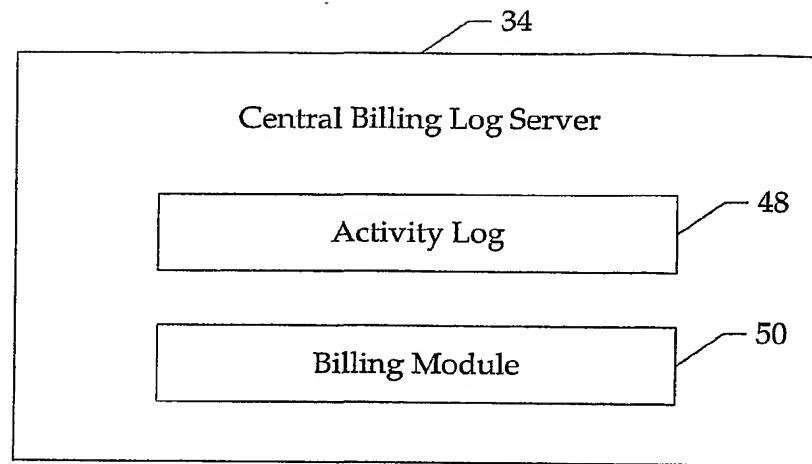 34
Central Billing Log Server
Activity Log
48
Billing Module
50